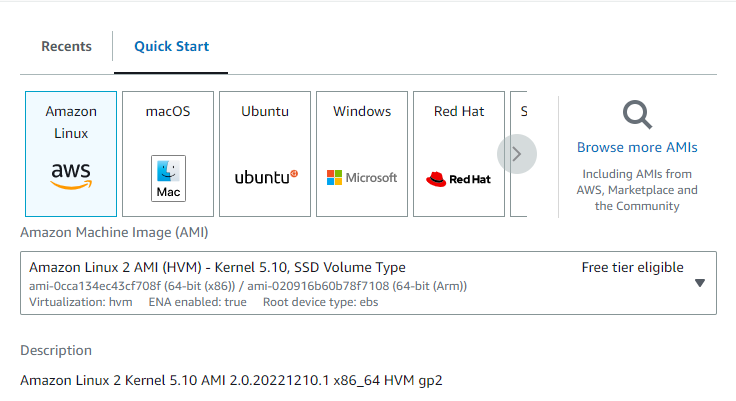 Recents
Quick Start
Amazon
Linux
aws
macOS
Mac
Ubuntu
ubuntu
Windows
Microsoft
Red Hat
Red Hat
S
Browse more AMIs
Including AMIs from
AWS, Marketplace and
the Community
Amazon Machine Image (AMI)
Amazon Linux 2 AMI (HVM) - Kernel 5.10, SSD Volume Type
Free tier eligible
ami-0cca134ec43cf708f (64-bit (x86)) / ami-020916b60b78f7108 (64-bit (Arm))
Virtualization: hvm ENA enabled: true Root device type: ebs
Description
Amazon Linux 2 Kernel 5.10 AMI 2.0.20221210.1 x86_64 HVM gp2